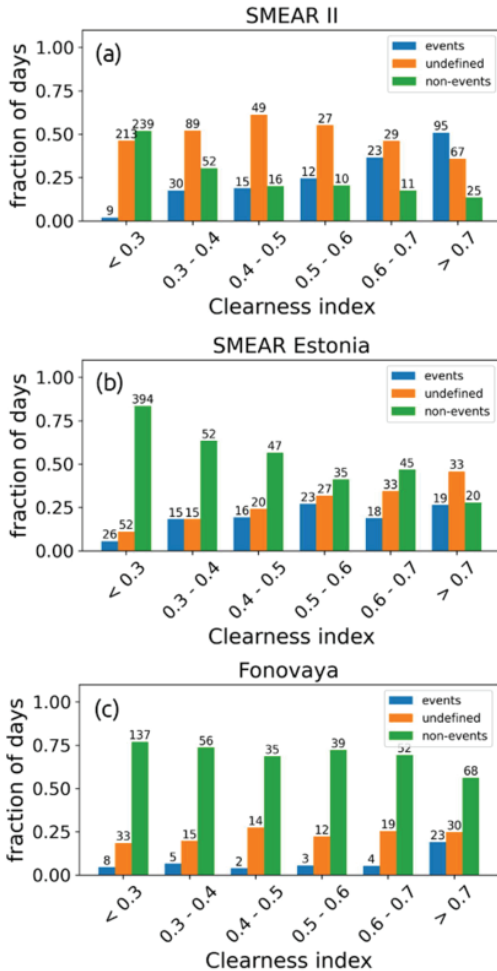 SMEAR II
(a)
events
undefined
non-events
fraction of days
1.00
0.75
0.50
0.25
0.00
9 213 239
30 89 52
15 49 16
12 27 10
23 29 11
95 67 25
< 0.3
0.3 - 0.4
0.4 - 0.5
0.5 - 0.6
0.6 - 0.7
> 0.7
Clearness index
SMEAR Estonia
(b)
events
undefined
non-events
fraction of days
1.00
0.75
0.50
0.25
0.00
26 52 394
15 15 52
16 20 47
23 27 35
18 33 45
19 33 20
< 0.3
0.3 - 0.4
0.4 - 0.5
0.5 - 0.6
0.6 - 0.7
> 0.7
Clearness index
Fonovaya
(c)
events
undefined
non-events
fraction of days
1.00
0.75
0.50
0.25
0.00
8 33 137
5 15 56
2 14 35
3 12 39
4 19 52
23 30 68
< 0.3
0.3 - 0.4
0.4 - 0.5
0.5 - 0.6
0.6 - 0.7
> 0.7
Clearness index